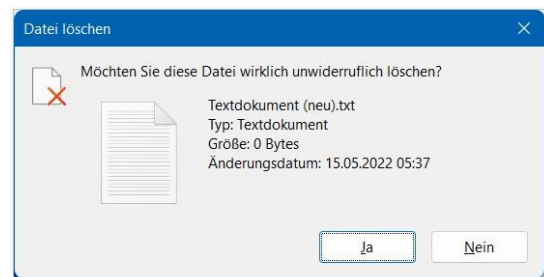 Datei löschen
Möchten Sie diese Datei wirklich unwiderruflich löschen?
Textdokument (neu).txt
Typ: Textdokument
Größe: 0 Bytes
Änderungsdatum: 15.05.2022 05:37
Ja
Nein